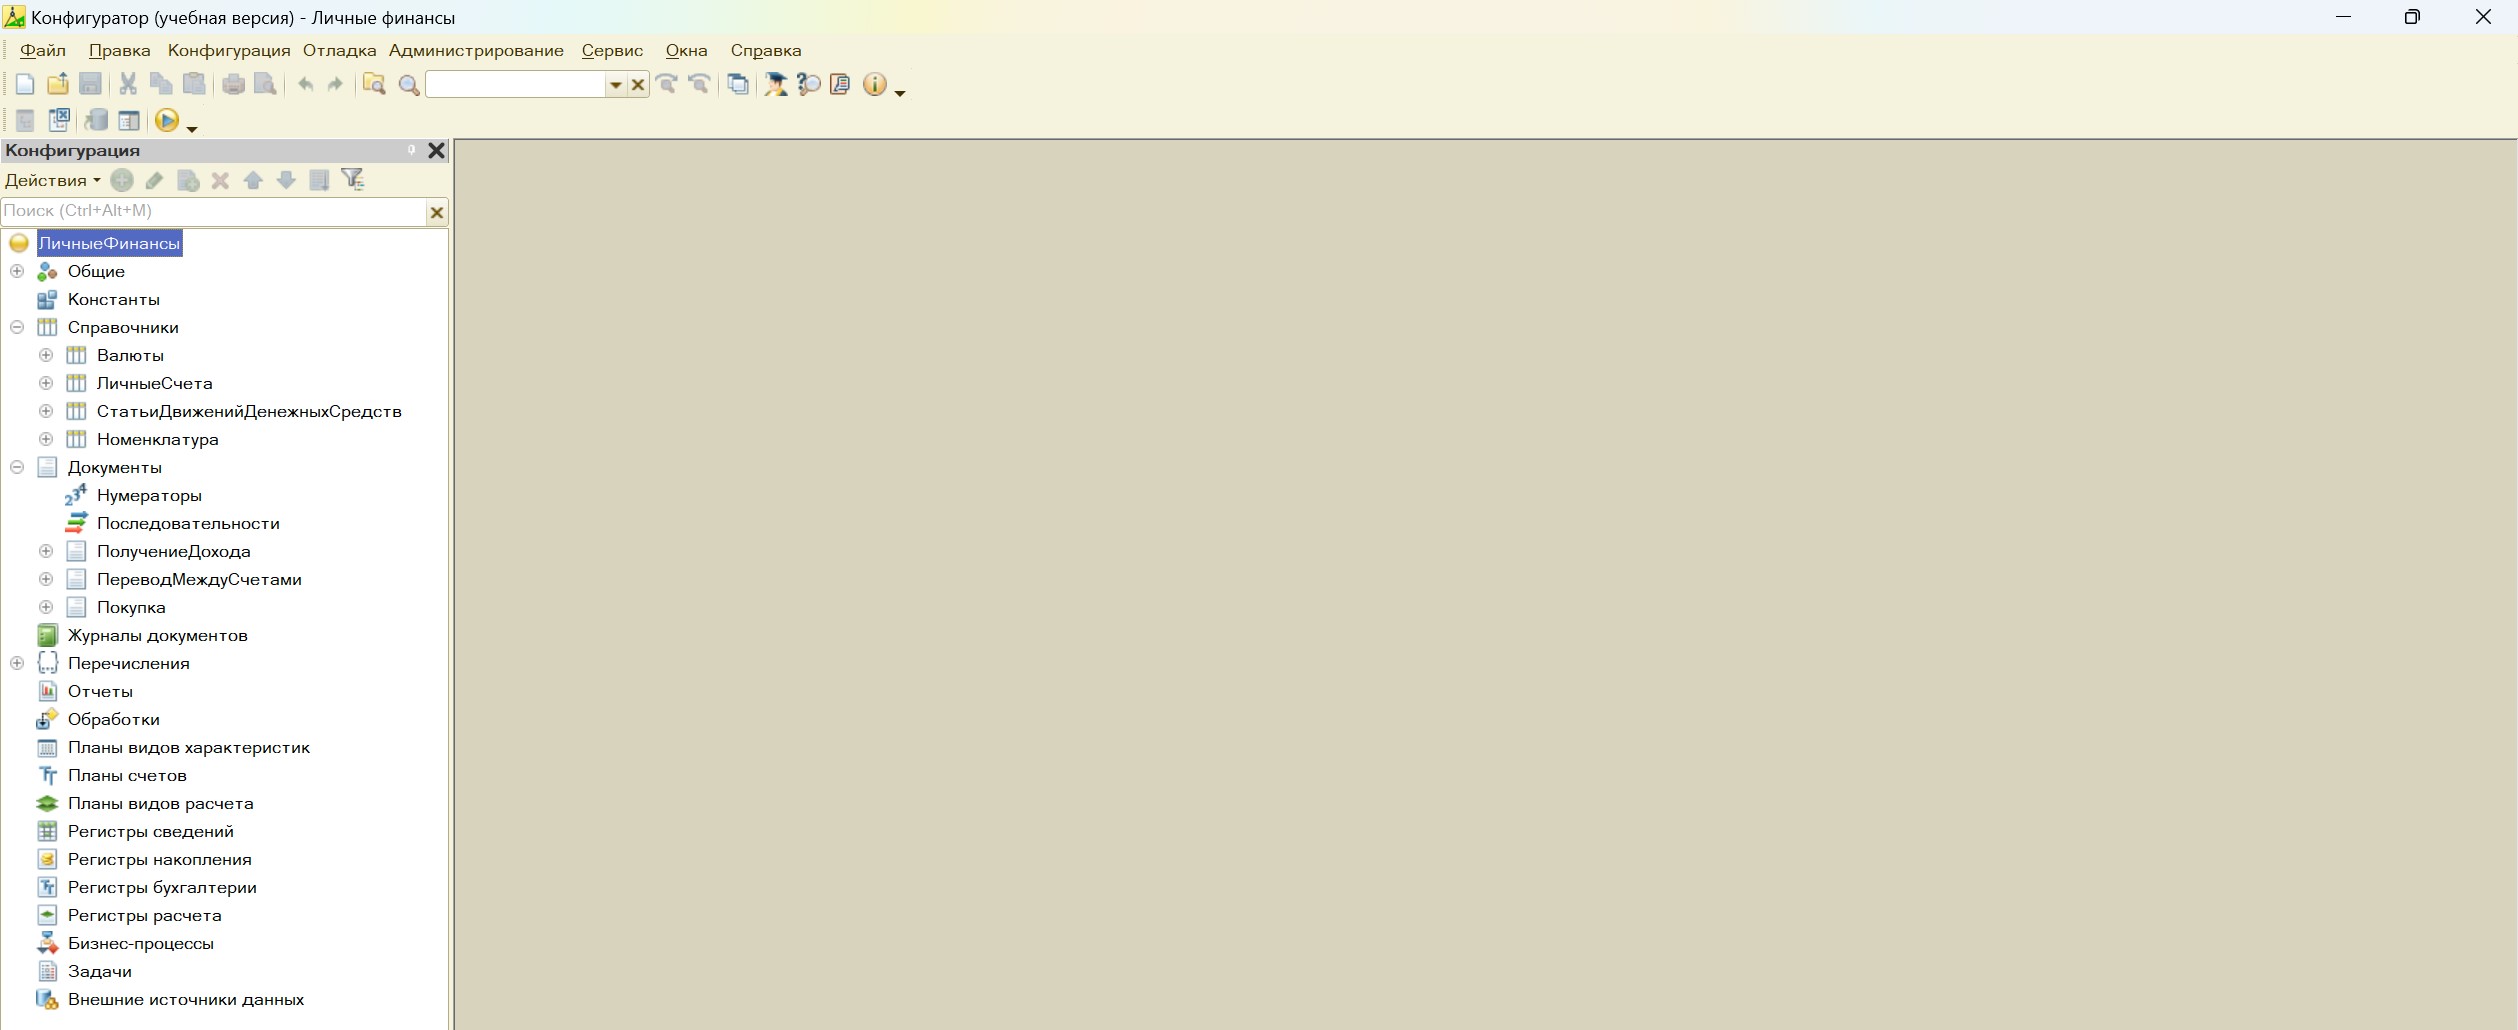 Конфигуратор (учебная версия) - Личные финансы
Файл Правка Конфигурация Отладка Администрирование Сервис Окна Справка
Конфигурация
Действия
Поиск (Ctrl+Alt+M)
ЛичныеФинансы
Общие
Константы
Справочники
Валюты
ЛичныеСчета
СтатьиДвиженийДенежныхСредств
Номенклатура
Документы
Нумераторы
Последовательности
ПолучениеДохода
ПереводМеждуСчетами
Покупка
Журналы документов
Перечисления
Отчеты
Обработки
Планы видов характеристик
Планы счетов
Планы видов расчета
Регистры сведений
Регистры накопления
Регистры бухгалтерии
Регистры расчета
Бизнес-процессы
Задачи
Внешние источники данных